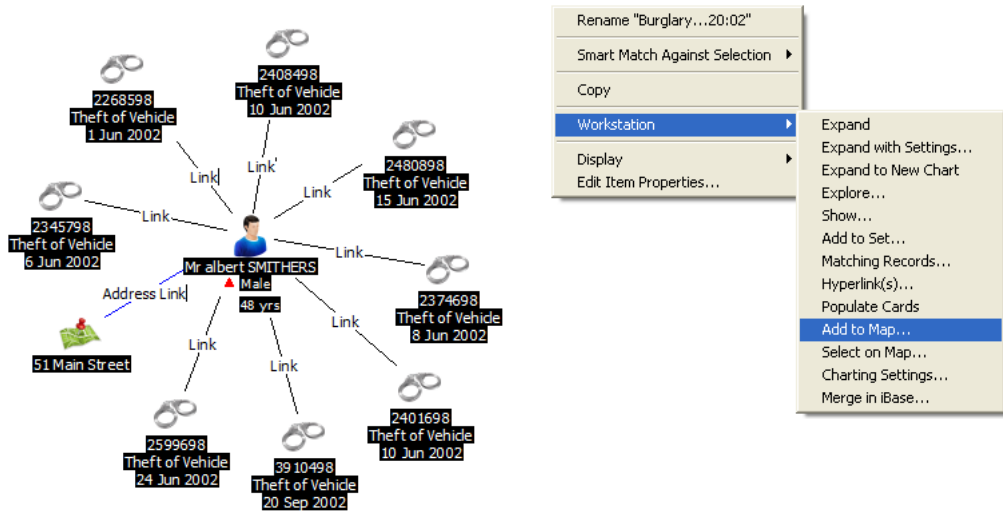 2408498
Theft of Vehicle
10 Jun 2002
2268598
Theft of Vehicle
1 Jun 2002
2480898
Theft of Vehicle
15 Jun 2002
Link
Link
Link
2345798
Theft of Vehicle
6 Jun 2002
Link
Mr albert SMITHERS
Male
48 yrs
Link
2374698
Theft of Vehicle
8 Jun 2002
Address Link
51 Main Street
Link
Link
Link
2401698
Theft of Vehicle
10 Jun 2002
2599698
Theft of Vehicle
24 Jun 2002
3910498
Theft of Vehicle
20 Sep 2002
Rename "Burglary...20:02"
Smart Match Against Selection
Copy
Workstation
Display
Edit Item Properties...
Expand
Expand with Settings...
Expand to New Chart
Explore...
Show...
Add to Set...
Matching Records...
Hyperlink(s)...
Populate Cards
Add to Map...
Select on Map...
Charting Settings...
Merge in iBase...